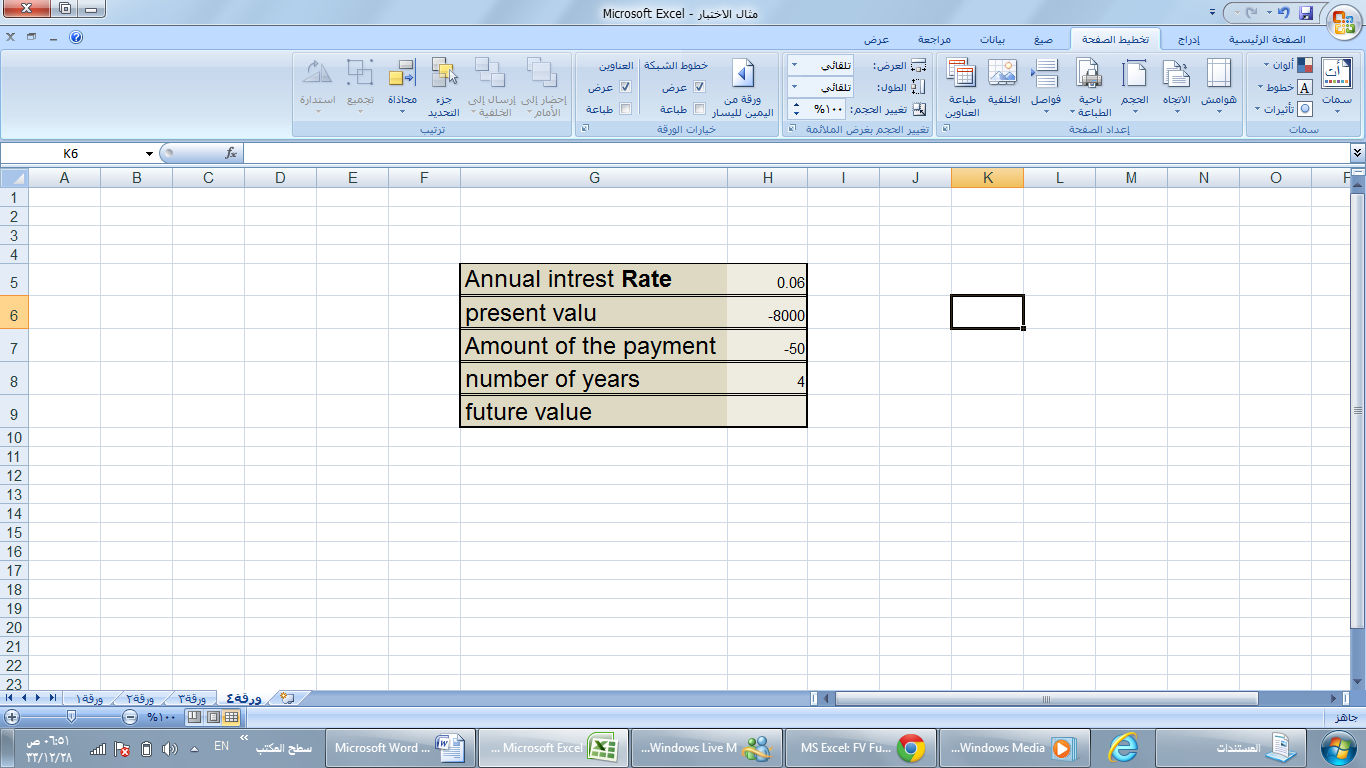 مثال الاختبار - Microsoft Excel
الصفحة الرئيسية إدراج تخطيط الصفحة صيغ بيانات مراجعة عرض
سمات
ألوان
خطوط
تأثيرات
سمات
هوامش
الاتجاه
الحجم
ناحية الطباعة
فواصل
الخلفية
طباعة العناوين
إعداد الصفحة
العرض: تلقائي
الطول: تلقائي
تغيير الحجم: ١٠٠%
تغيير الحجم بغرض الملائمة
ورقة من اليمين لليسار
خطوط الشبكة
عرض
طباعة
العناوين
عرض
طباعة
خيارات الورقة
إحضار إلى الأمام
إرسال إلى الخلفية
جزء التحديد
محاذاة
تجميع
استدارة
ترتيب
K6 fx
A B C D E F G H I J K L M N O P
1
2
3
4
5 Annual intrest Rate 0.06
6 present valu -8000
7 Amount of the payment -50
8 number of years 4
9 future value
10
11
12
13
14
15
16
17
18
19
20
21
22
23
ورقة١ ورقة٢ ورقة٣ ورقة٤
جاهز
١٠٠%
المستندات
Windows Media...
MS Excel: FV Fu...
Windows Live M...
Microsoft Excel ...
Microsoft Word ...
سطح المكتب
EN
٠٦:٥١ ص
٣٣/١٢/٢٨